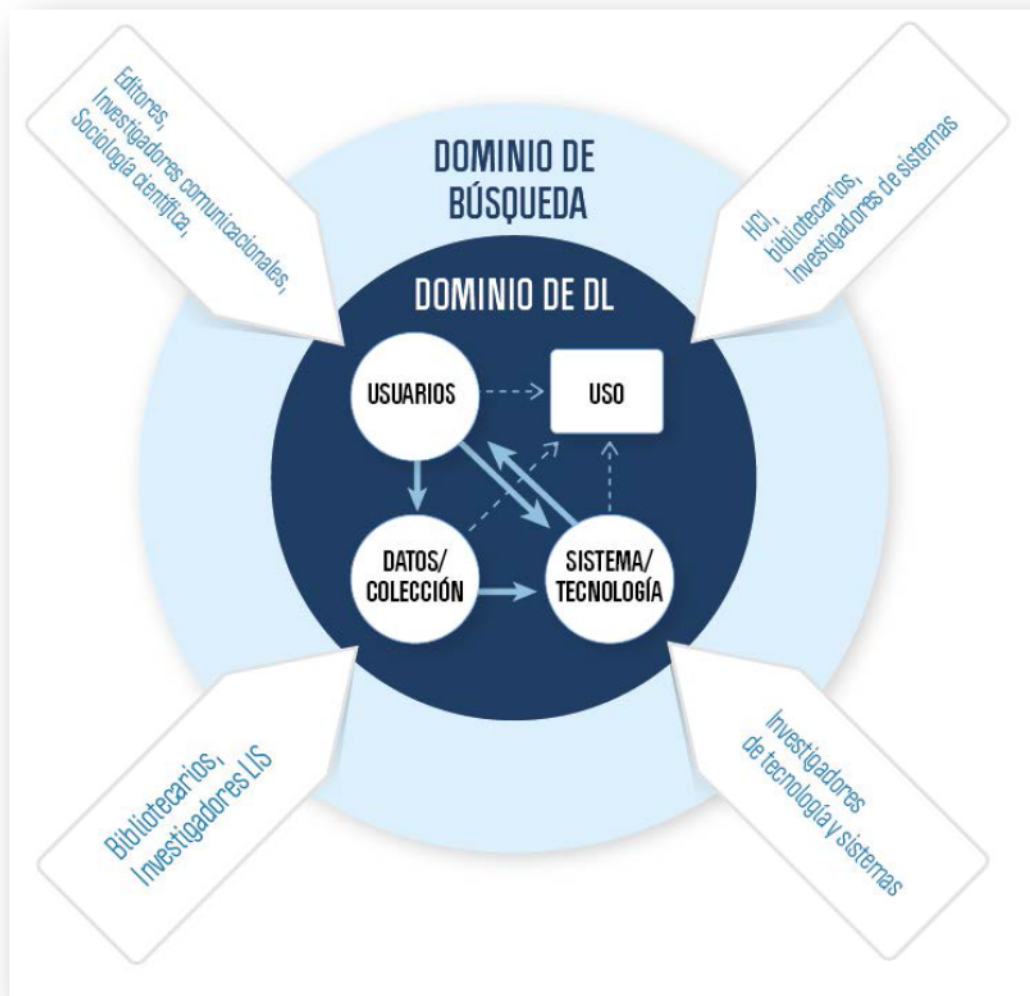 Editores,
Investigadores comunicacionales,
Sociología científica,
HCI,
bibliotecarios,
Investigadores de sistemas
DOMINIO DE
BÚSQUEDA
DOMINIO DE DL
USUARIOS
USO
DATOS/
COLECCIÓN
SISTEMA/
TECNOLOGÍA
Bibliotecarios,
Investigadores LIS
Investigadores
de tecnología y sistemas